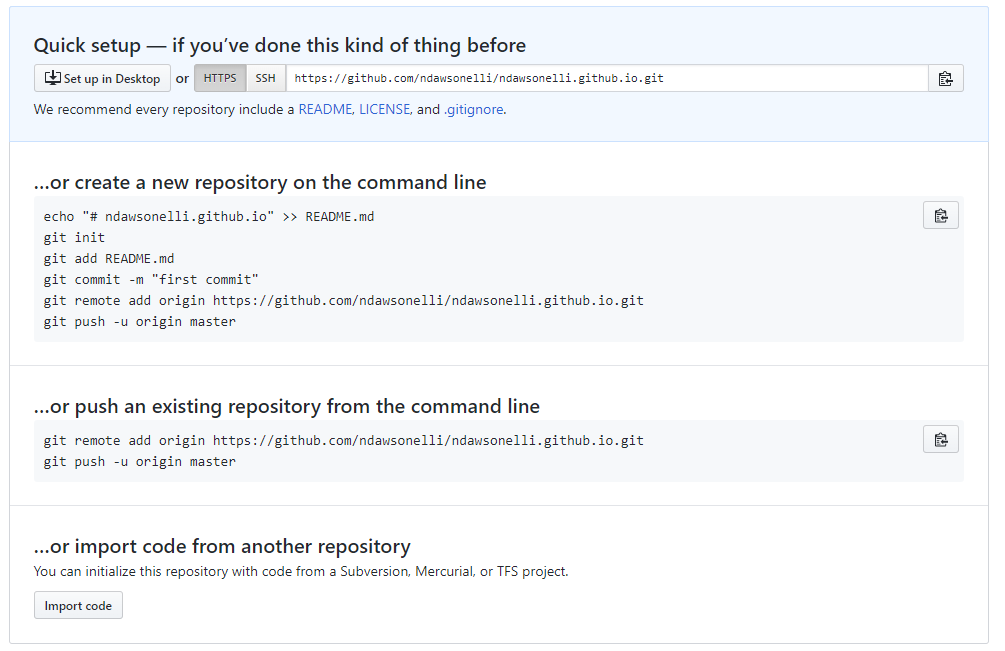 Quick setup — if you’ve done this kind of thing before
Set up in Desktop or HTTPS SSH https://github.com/ndawsonelli/ndawsonelli.github.io.git
We recommend every repository include a README, LICENSE, and .gitignore.
…or create a new repository on the command line
echo "# ndawsonelli.github.io" >> README.md
git init
git add README.md
git commit -m "first commit"
git remote add origin https://github.com/ndawsonelli/ndawsonelli.github.io.git
git push -u origin master
…or push an existing repository from the command line
git remote add origin https://github.com/ndawsonelli/ndawsonelli.github.io.git
git push -u origin master
…or import code from another repository
You can initialize this repository with code from a Subversion, Mercurial, or TFS project.
Import code